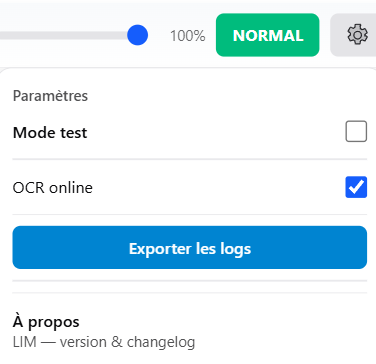 100%
NORMAL
Paramètres
Mode test
OCR online
Exporter les logs
À propos
LIM — version & changelog